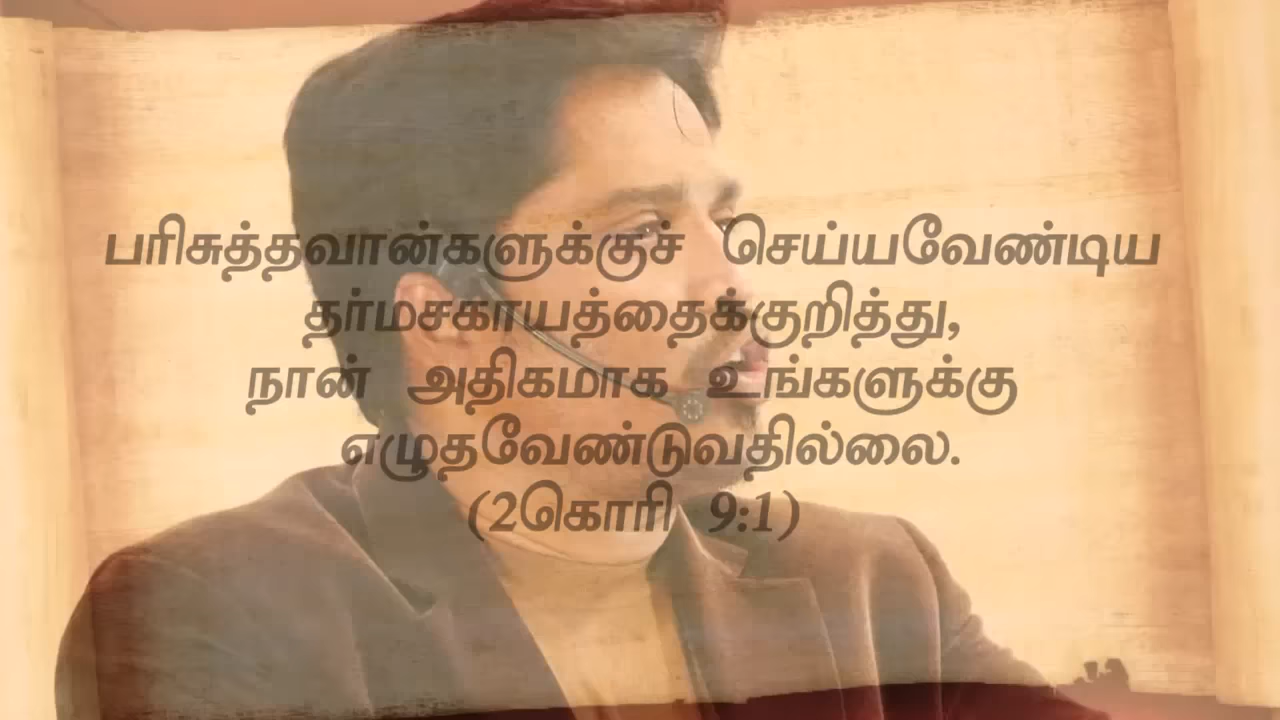 பரிசுத்தவான்களுக்குச் செய்யவேண்டிய
தர்மசகாயத்தைக்குறித்து,
நான் அதிகமாக உங்களுக்கு
எழுதவேண்டுவதில்லை.
(2கொரி 9:1)